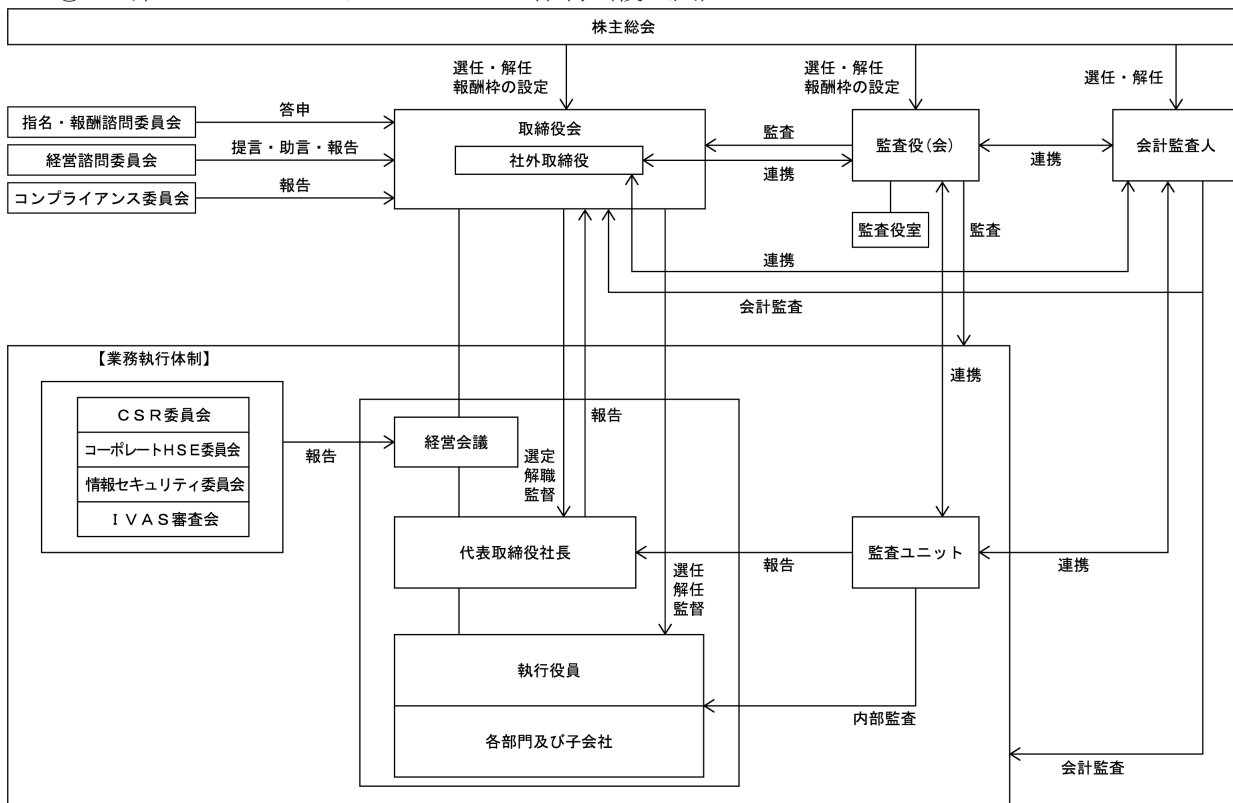 株主総会
選任・解任
報酬枠の設定
選任・解任
報酬枠の設定
選任・解任
指名・報酬諮問委員会
答申
経営諮問委員会
提言・助言・報告
コンプライアンス委員会
報告
取締役会
社外取締役
監査
連携
監査役(会)
連携
会計監査人
監査役室
監査
連携
会計監査
【業務執行体制】
CSR委員会
コーポレートHSE委員会
情報セキュリティ委員会
IVAS審査会
報告
経営会議
選定
解職
監督
報告
連携
代表取締役社長
報告
監査ユニット
連携
選任
解任
監督
執行役員
各部門及び子会社
内部監査
会計監査